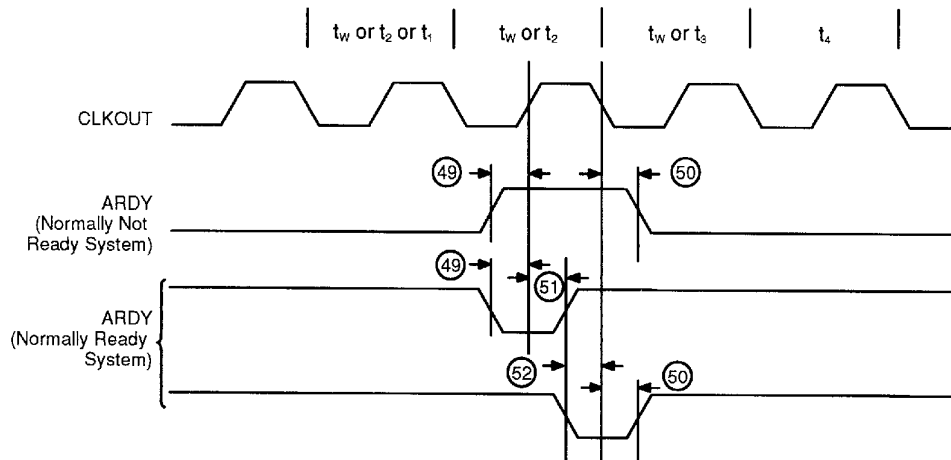 tW or t2 or t1
tW or t2
tW or t3
t4
CLKOUT
49
50
ARDY
(Normally Not
Ready System)
49
51
ARDY
(Normally Ready
System)
52
50